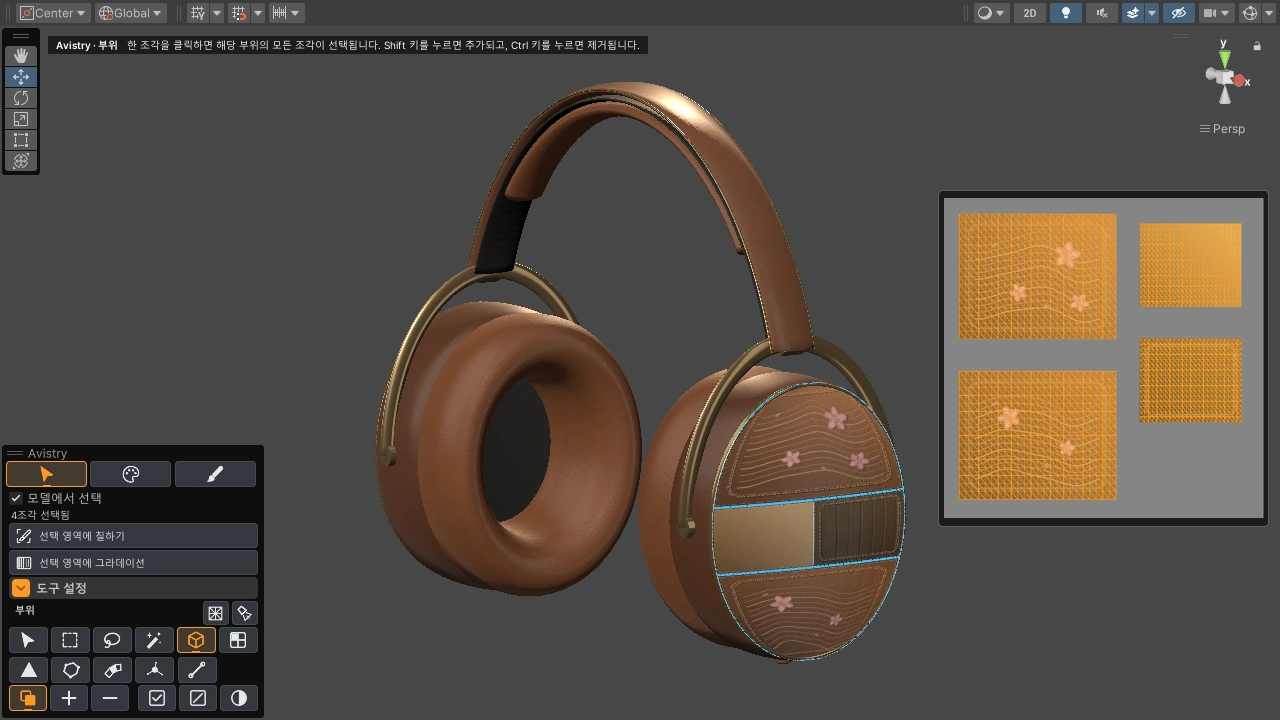 Center
Global
2D
Avistry · 부위 한 조각을 클릭하면 해당 부위의 모든 조각이 선택됩니다. Shift 키를 누르면 추가되고, Ctrl 키를 누르면 제거됩니다.
y
x
Persp
Avistry
모델에서 선택
4조각 선택됨
선택 영역에 칠하기
선택 영역에 그라데이션
도구 설정
부위